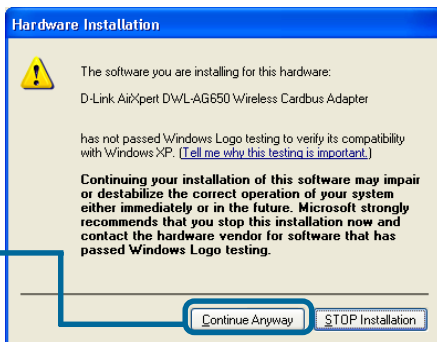 Hardware Installation
The software you are installing for this hardware:
D-Link AirXpert DWL-AG650 Wireless Cardbus Adapter
has not passed Windows Logo testing to verify its compatibility
with Windows XP. (Tell me why this testing is important.)
Continuing your installation of this software may impair
or destabilize the correct operation of your system
either immediately or in the future. Microsoft strongly
recommends that you stop this installation now and
contact the hardware vendor for software that has
passed Windows Logo testing.
Continue Anyway
STOP Installation